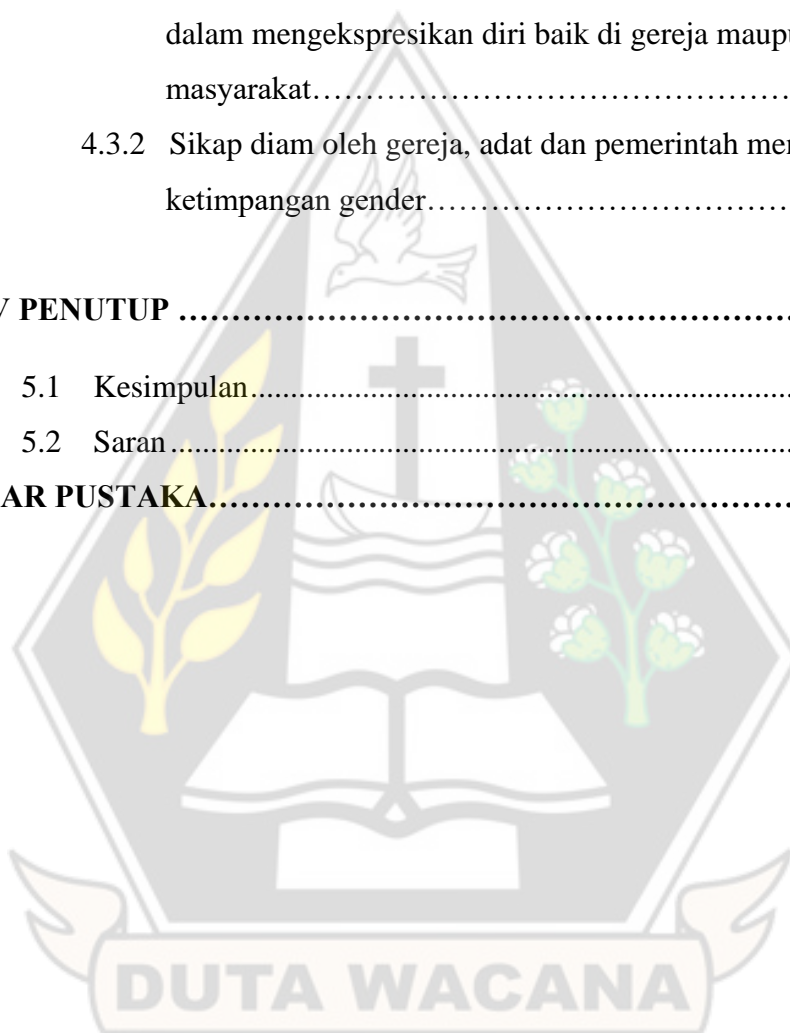 dalam mengekspresikan diri baik di gereja maupu
masyarakat……………………………………………
4.3.2 Sikap diam oleh gereja, adat dan pemerintah mer
ketimpangan gender…………………………………
V PENUTUP ……………………………………………………
5.1 Kesimpulan..............................................................................
5.2 Saran........................................................................................
AR PUSTAKA……………………………………………………
DUTA WACANA